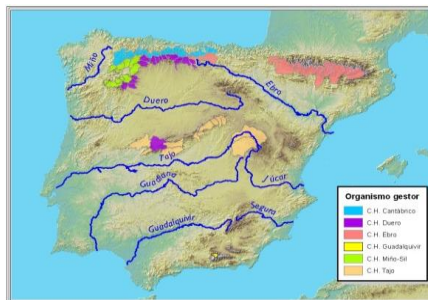 Miño
Ebro
Duero
Tajo
Guadiana
Júcar
Segura
Guadalquivir
Organismo gestor
C.H. Cantábrico
C.H. Duero
C.H. Ebro
C.H. Guadalquivir
C.H. Miño-Sil
C.H. Tajo